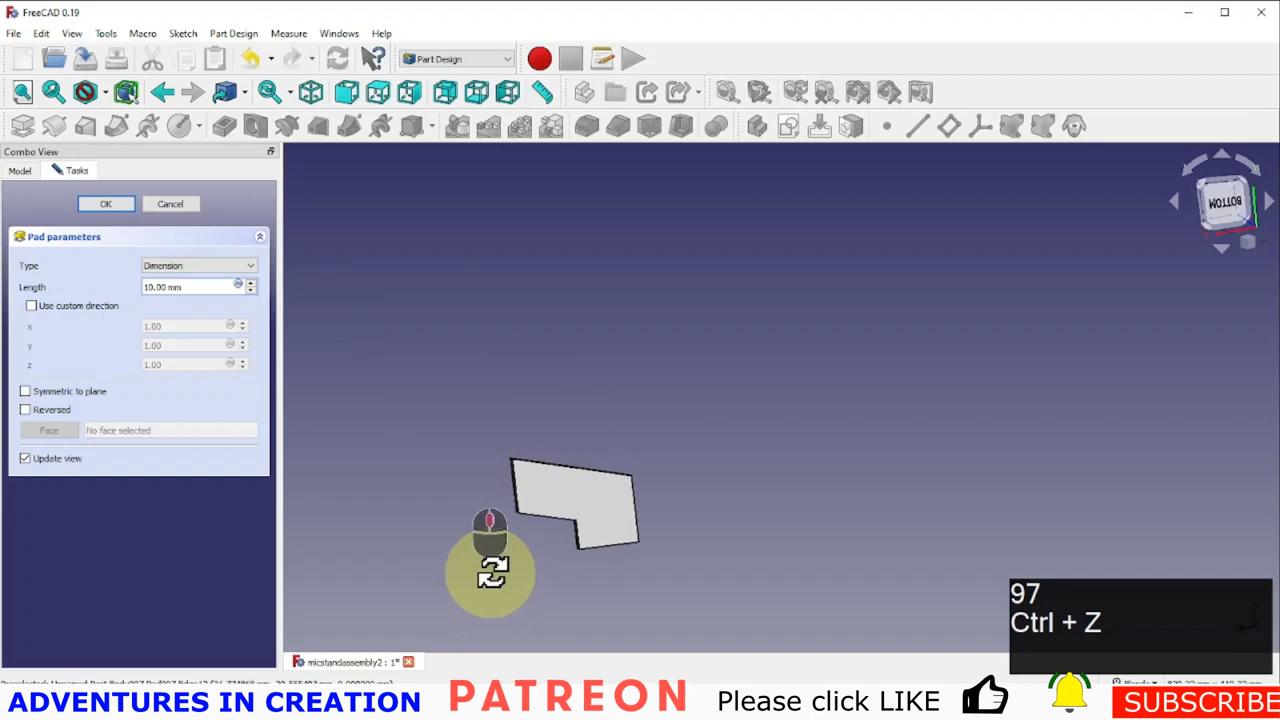 FreeCAD 0.19
File Edit View Tools Macro Sketch Part Design Measure Windows Help
Part Design
Combo View
Model Tasks
OK Cancel
Pad parameters
Type Dimension
Length 10.00 mm
Use custom direction
x 1.00
y 1.00
z 1.00
Symmetric to plane
Reversed
Face No face selected
Update view
BOTTOM
97
Ctrl + Z
micstandassembly2 : 1*
ADVENTURES IN CREATION PATREON Please click LIKE SUBSCRIBE